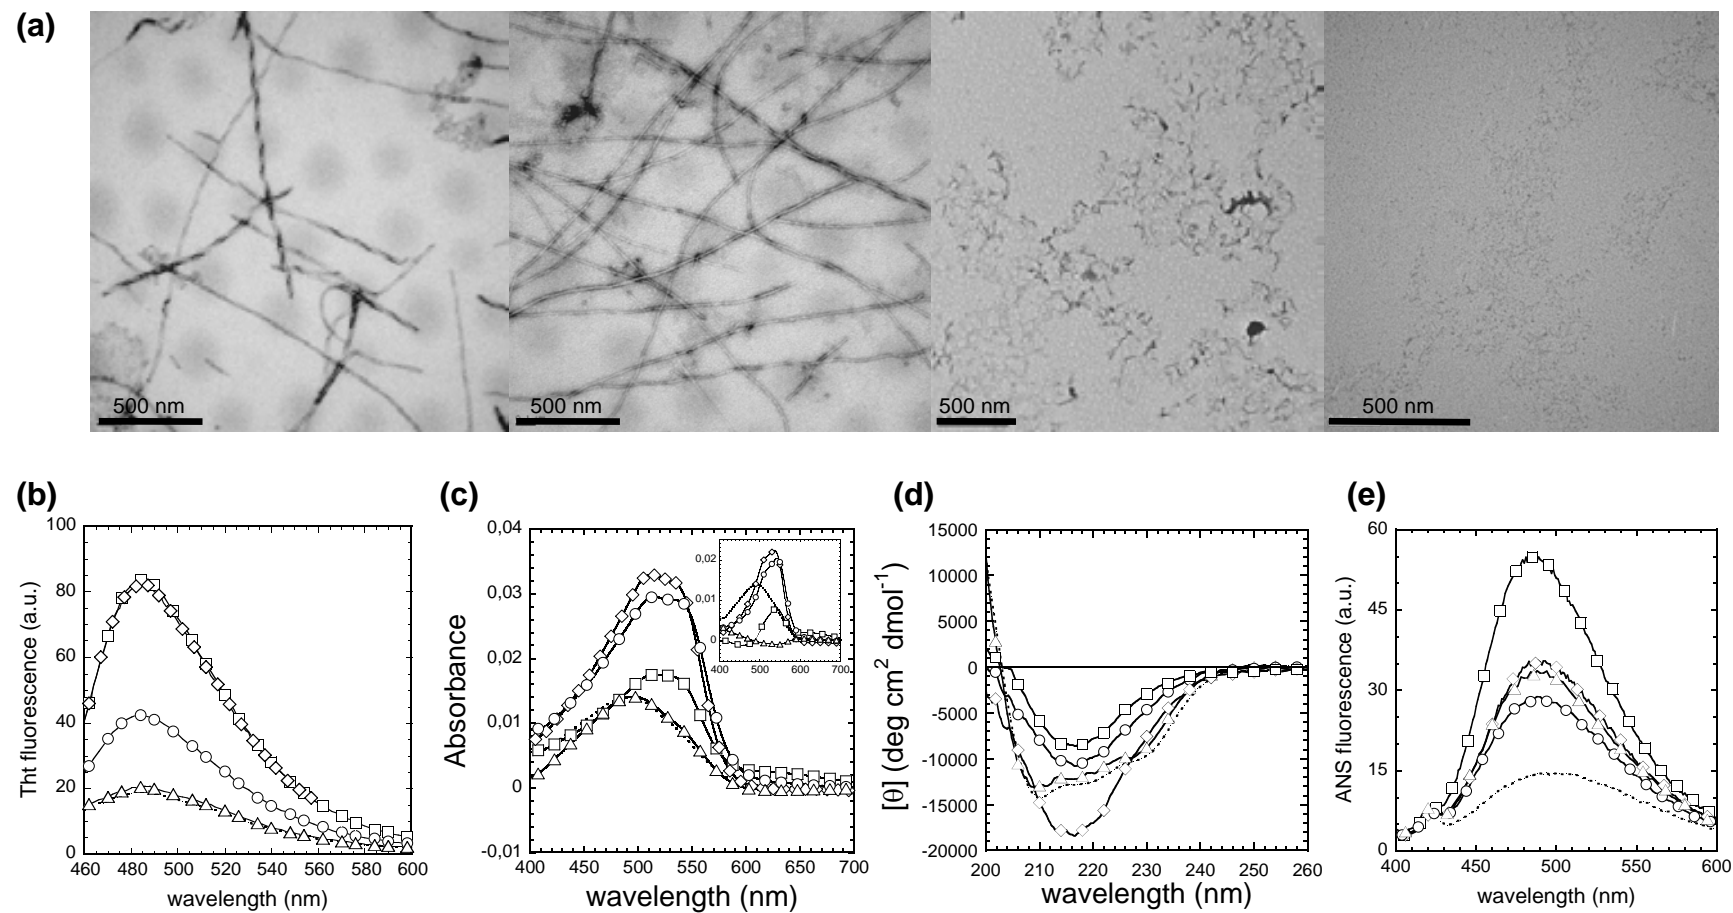 (a)
500 nm
500 nm
500 nm
500 nm
(b)
100
80
60
40
20
0
460 480 500 520 540 560 580 600
Tht fluorescence (a.u.)
wavelength (nm)
(c)
0,04
0,03
0,02
0,01
0
-0,01
400 450 500 550 600 650 700
Absorbance
wavelength (nm)
0,02
0,01
0
400 500 600 700
(d)
15000
10000
5000
0
-5000
-10000
-15000
-20000
200 210 220 230 240 250 260
[θ] (deg cm² dmol⁻¹)
wavelength (nm)
(e)
60
45
30
15
0
400 450 500 550 600
ANS fluorescence (a.u.)
wavelength (nm)